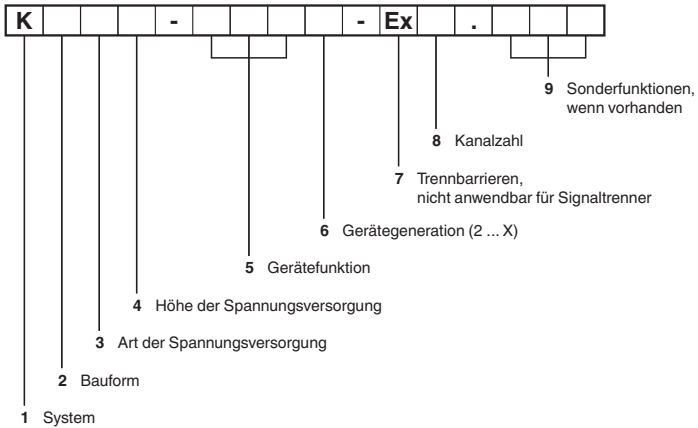 K - - Ex .
9 Sonderfunktionen,
wenn vorhanden
8 Kanalzahl
7 Trennbarrieren,
nicht anwendbar für Signaltrenner
6 Gerätegeneration (2 ... X)
5 Gerätefunktion
4 Höhe der Spannungsversorgung
3 Art der Spannungsversorgung
2 Bauform
1 System